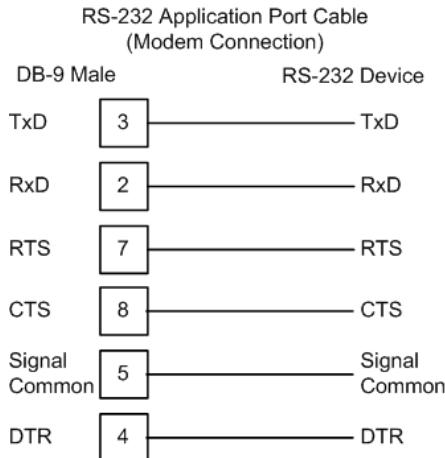 RS-232 Application Port Cable
(Modem Connection)
DB-9 Male RS-232 Device
TxD 3 TxD
RxD 2 RxD
RTS 7 RTS
CTS 8 CTS
Signal Common 5 Signal Common
DTR 4 DTR